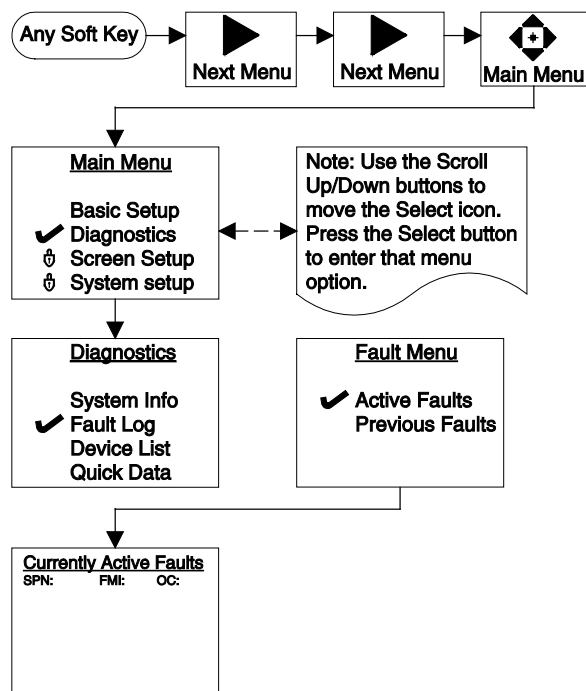 Any Soft Key
Next Menu
Next Menu
Main Menu
Main Menu
Basic Setup
Diagnostics
Screen Setup
System setup
Note: Use the Scroll
Up/Down buttons to
move the Select icon.
Press the Select button
to enter that menu
option.
Diagnostics
System Info
Fault Log
Device List
Quick Data
Fault Menu
Active Faults
Previous Faults
Currently Active Faults
SPN: FMI: OC: